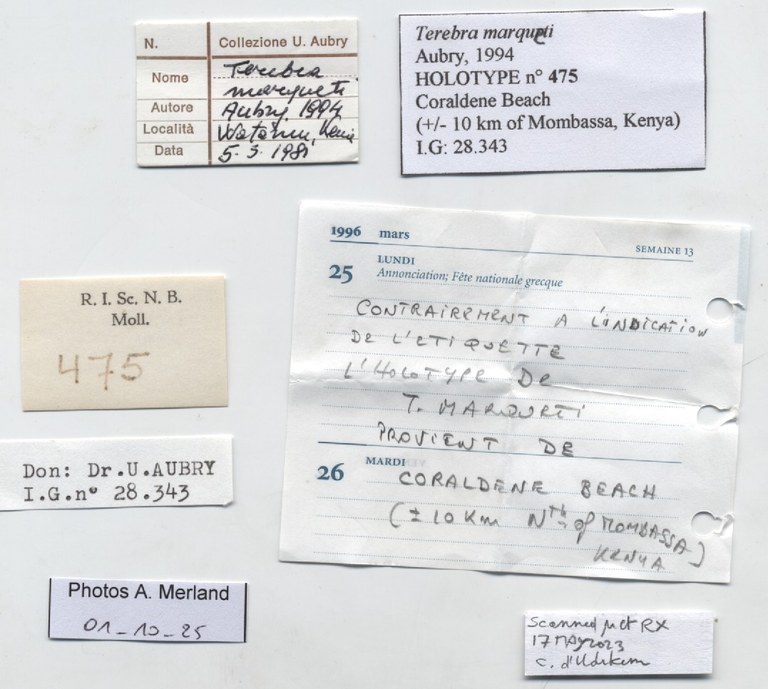 N. Collezione U. Aubry
Nome Terebra
marqueti
Autore Aubry, 1994
Località Watamu, Kenia
Data 5.3.1981
Terebra marqueti
Aubry, 1994
HOLOTYPE n° 475
Coraldene Beach
(+/- 10 km of Mombassa, Kenya)
I.G: 28.343
1996 mars
SEMAINE 13
25 LUNDI
Annonciation; Fête nationale grecque
CONTRAIREMENT A L'INDICATION
DE L'ETIQUETTE
L'HOLOTYPE DE
T. MARQUETI
PROVIENT DE
26 MARDI
CORALDENE BEACH
(± 10 Km Nth of MOMBASSA)
KENYA
R. I. Sc. N. B.
Moll.
475
Don: Dr.U.AUBRY
I.G.n° 28.343
Photos A. Merland
01_10_25
Scanned µct RX
17 MAY 2023
C. d'Udekem